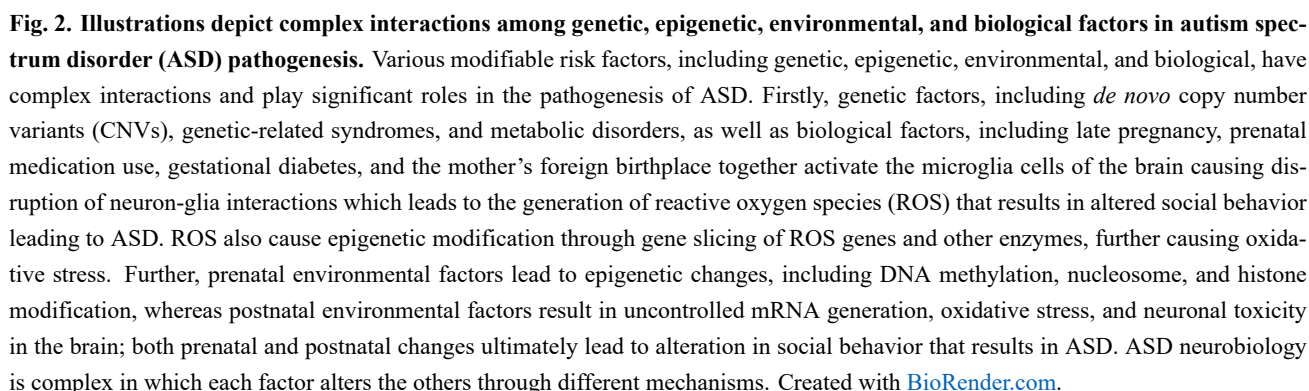 Fig. 2. Illustrations depict complex interactions among genetic, epigenetic, environmental, and biological factors in autism spec-
trum disorder (ASD) pathogenesis. Various modifiable risk factors, including genetic, epigenetic, environmental, and biological, have
complex interactions and play significant roles in the pathogenesis of ASD. Firstly, genetic factors, including de novo copy number
variants (CNVs), genetic-related syndromes, and metabolic disorders, as well as biological factors, including late pregnancy, prenatal
medication use, gestational diabetes, and the mother’s foreign birthplace together activate the microglia cells of the brain causing dis-
ruption of neuron-glia interactions which leads to the generation of reactive oxygen species (ROS) that results in altered social behavior
leading to ASD. ROS also cause epigenetic modification through gene slicing of ROS genes and other enzymes, further causing oxida-
tive stress. Further, prenatal environmental factors lead to epigenetic changes, including DNA methylation, nucleosome, and histone
modification, whereas postnatal environmental factors result in uncontrolled mRNA generation, oxidative stress, and neuronal toxicity
in the brain; both prenatal and postnatal changes ultimately lead to alteration in social behavior that results in ASD. ASD neurobiology
is complex in which each factor alters the others through different mechanisms. Created with BioRender.com.